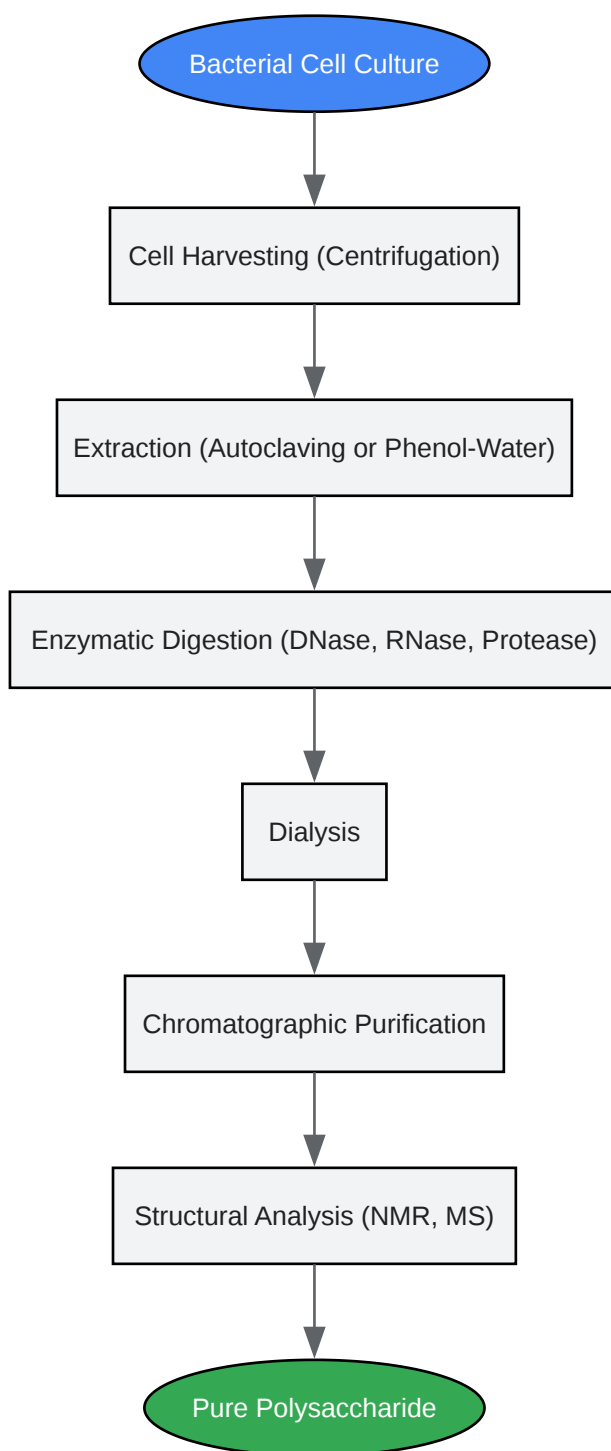 Bacterial Cell Culture
Cell Harvesting (Centrifugation)
Extraction (Autoclaving or Phenol-Water)
Enzymatic Digestion (DNase, RNase, Protease)
Dialysis
Chromatographic Purification
Structural Analysis (NMR, MS)
Pure Polysaccharide